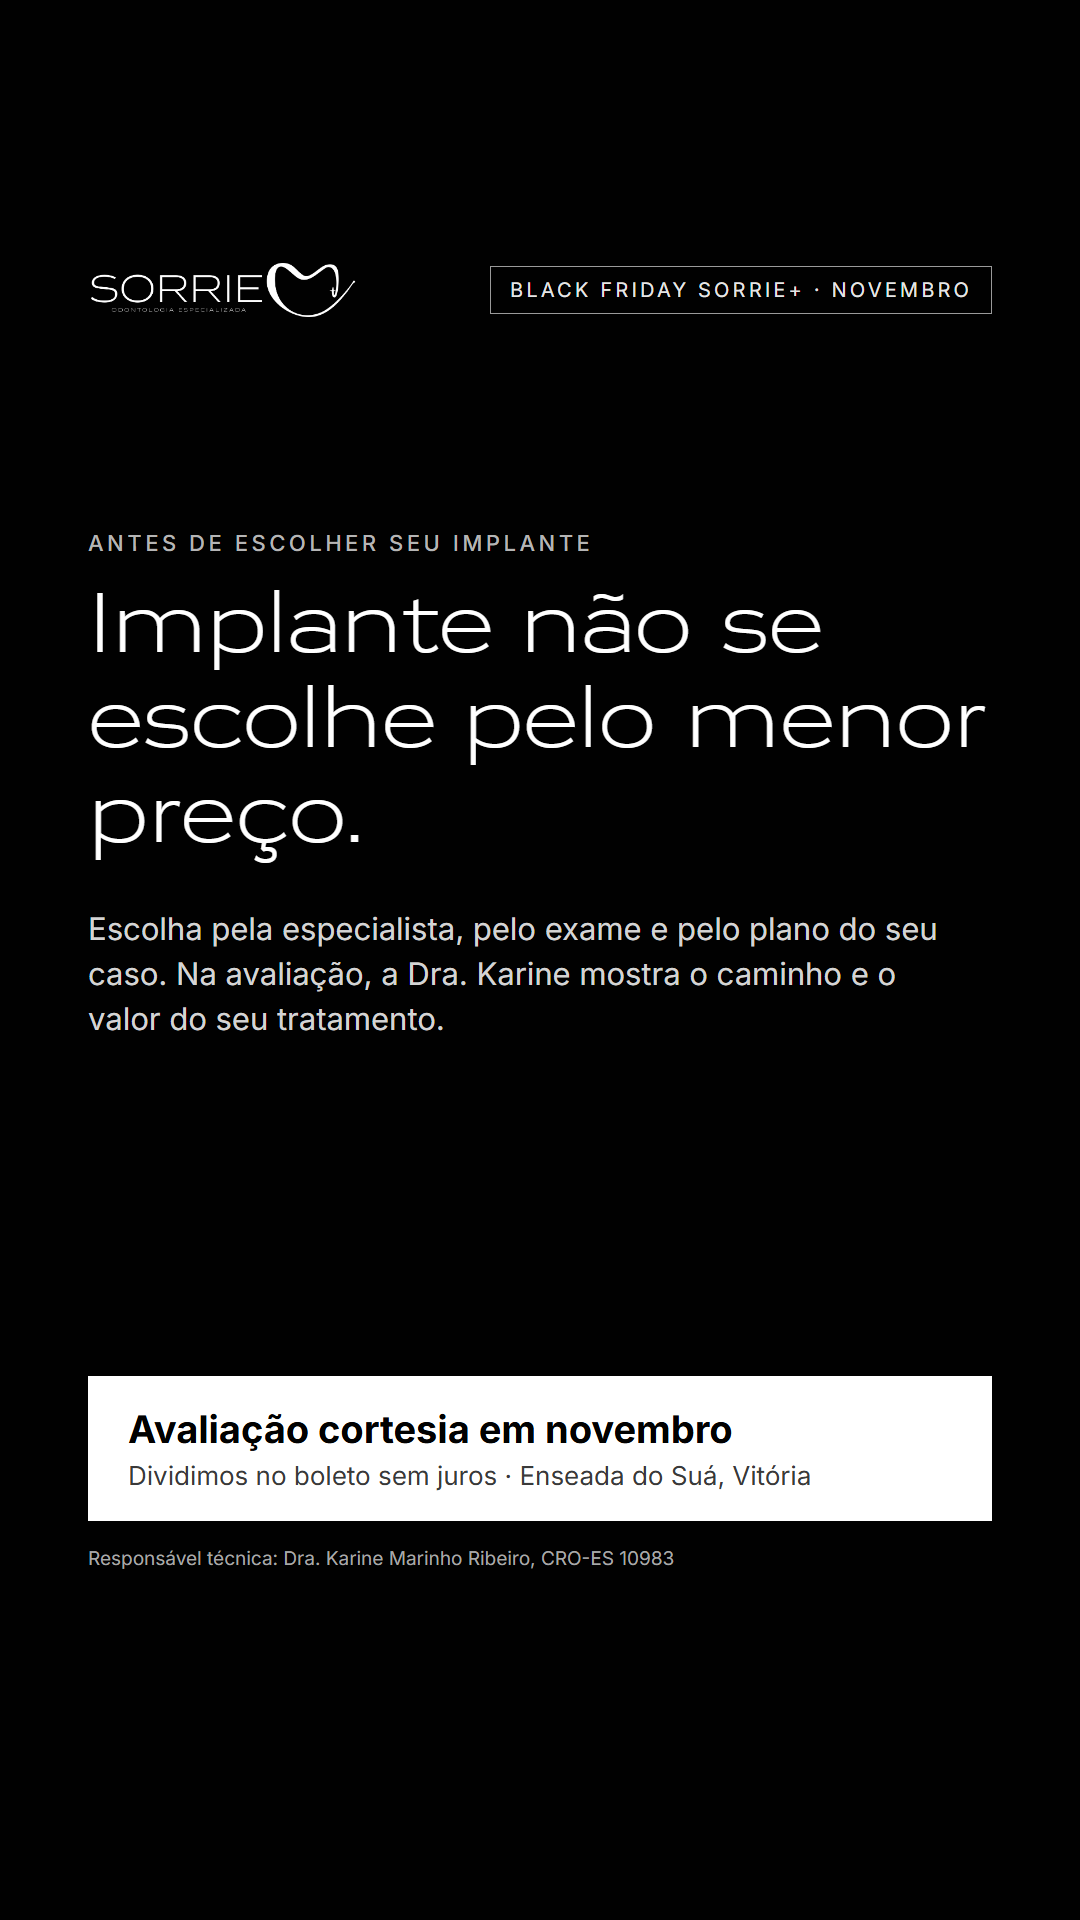 SORRIE
ODONTOLOGIA ESPECIALIZADA
BLACK FRIDAY SORRIE+ · NOVEMBRO
ANTES DE ESCOLHER SEU IMPLANTE
Implante não se
escolhe pelo menor
preço.
Escolha pela especialista, pelo exame e pelo plano do seu
caso. Na avaliação, a Dra. Karine mostra o caminho e o
valor do seu tratamento.
Avaliação cortesia em novembro
Dividimos no boleto sem juros · Enseada do Suá, Vitória
Responsável técnica: Dra. Karine Marinho Ribeiro, CRO-ES 10983